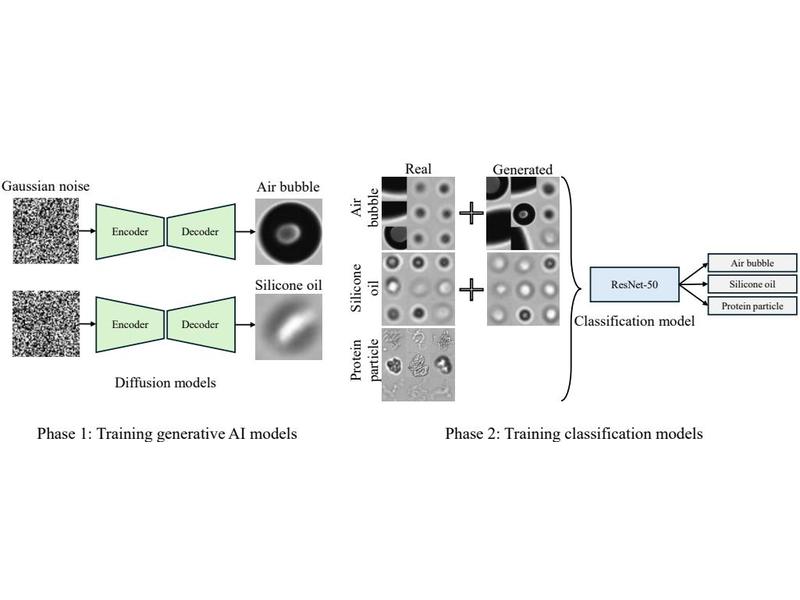 Gaussian noise
Air bubble
Encoder
Decoder
Silicone oil
Encoder
Decoder
Diffusion models
Phase 1: Training generative AI models
Real
Generated
Air
bubble
Silicone
oil
Protein
particle
ResNet-50
Classification model
Air bubble
Silicone oil
Protein particle
Phase 2: Training classification models